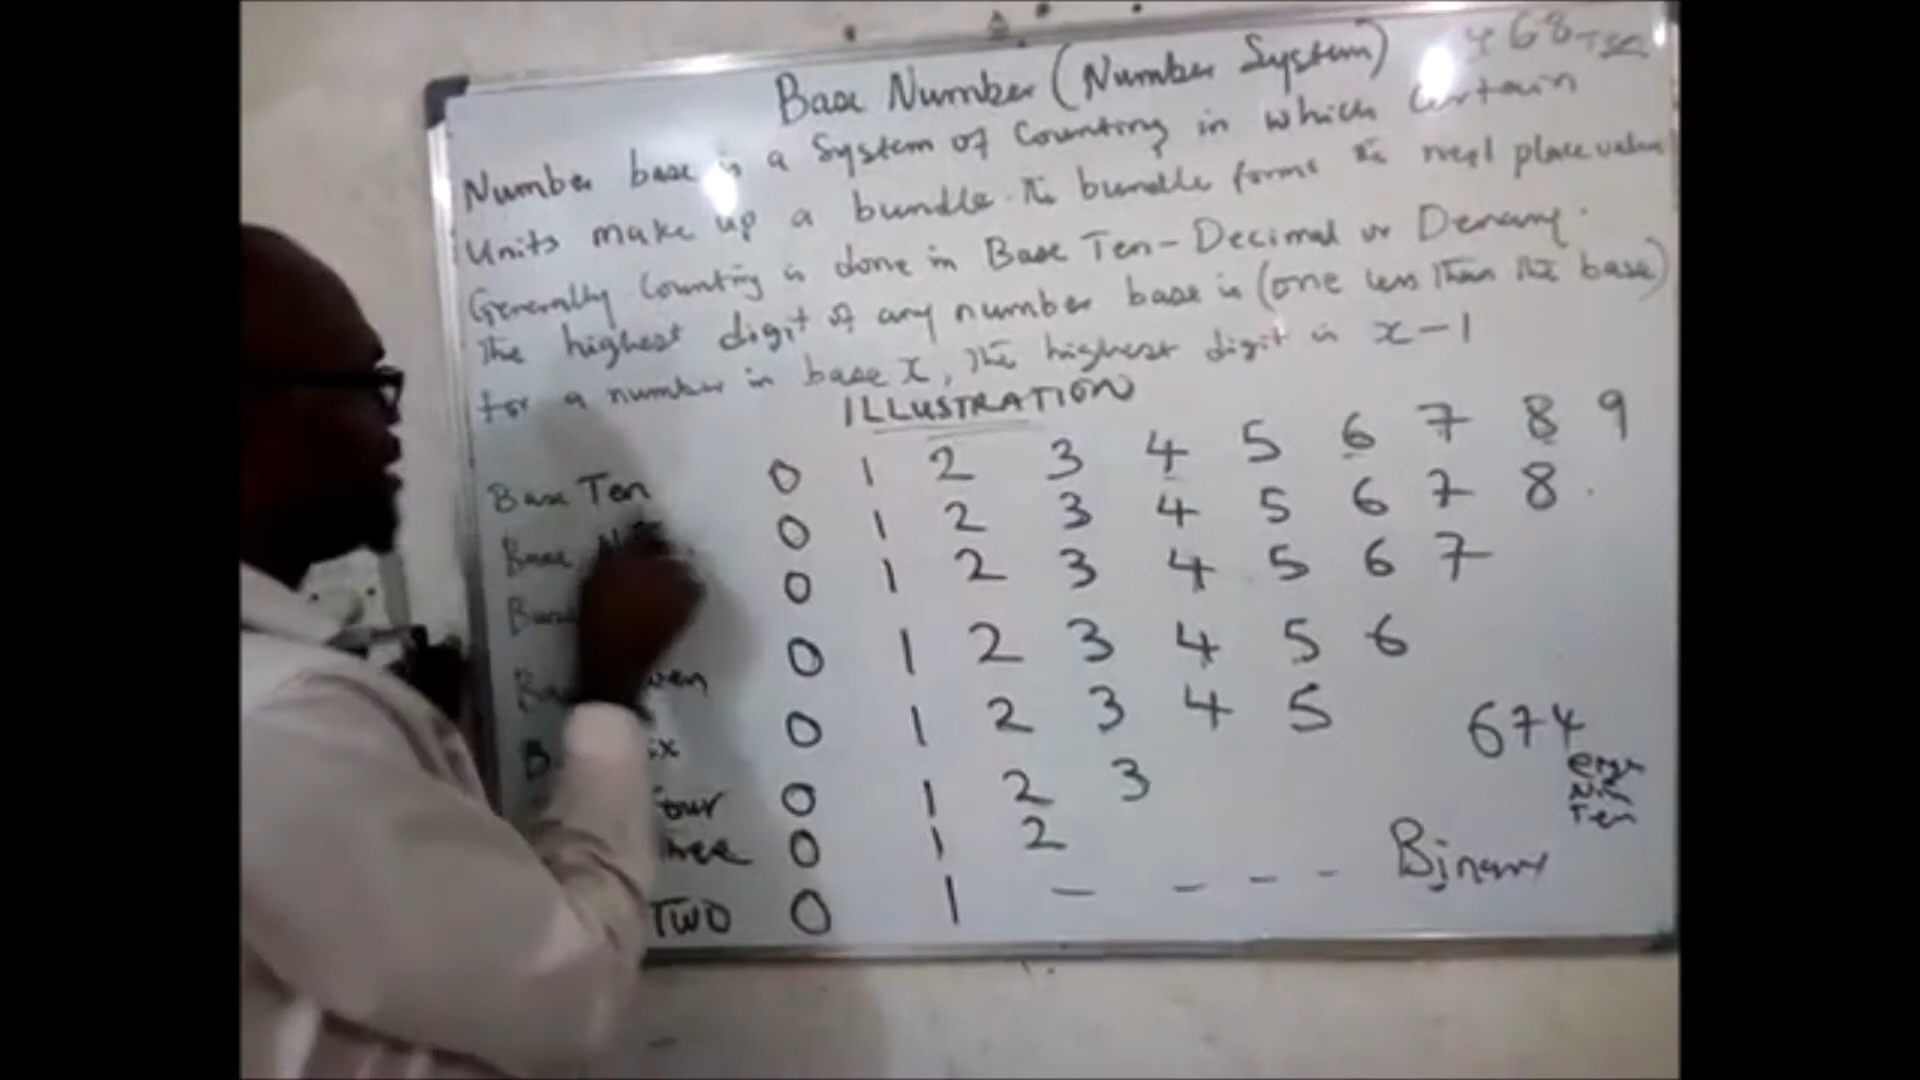 468Ten
Base Number (Number System)
Number base is a System of Counting in which Certain
Units make up a bundle. The bundle forms the next place value
Generally Counting is done in Base Ten - Decimal or Denary.
The highest digit of any number base is (one less than the base)
for a number in base x, the highest digit is x - 1
ILLUSTRATION
Base Ten 0 1 2 3 4 5 6 7 8 9
Base 0 1 2 3 4 5 6 7 8 .
0 1 2 3 4 5 6 7
0 1 2 3 4 5 6
0 1 2 3 4 5
674
0 1 2 3
0 1 2
TWO 0 1 - - - - Binary